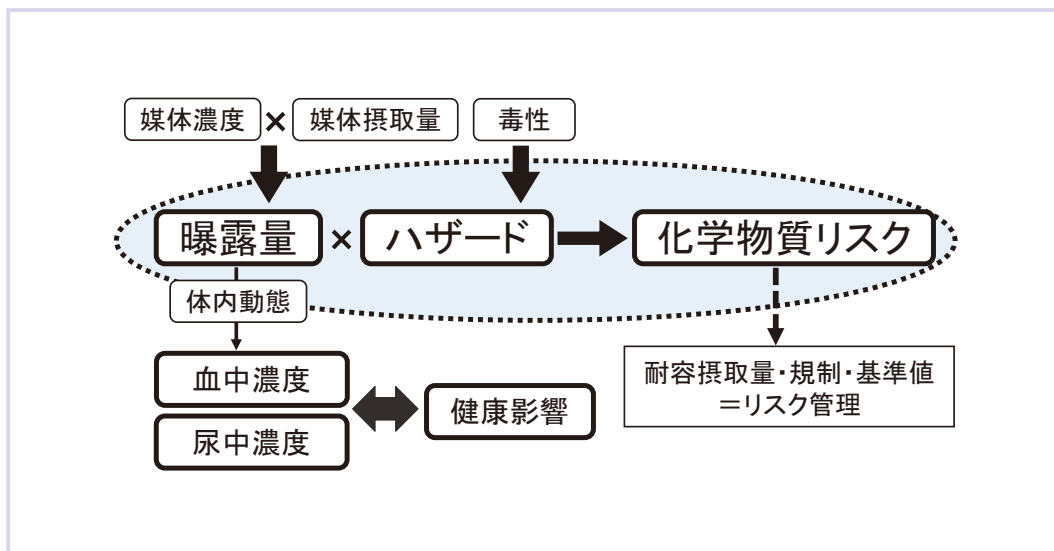 媒体濃度 × 媒体摂取量 毒性
曝露量 × ハザード 化学物質リスク
体内動態
血中濃度
尿中濃度
健康影響
耐容摂取量・規制・基準値
＝リスク管理